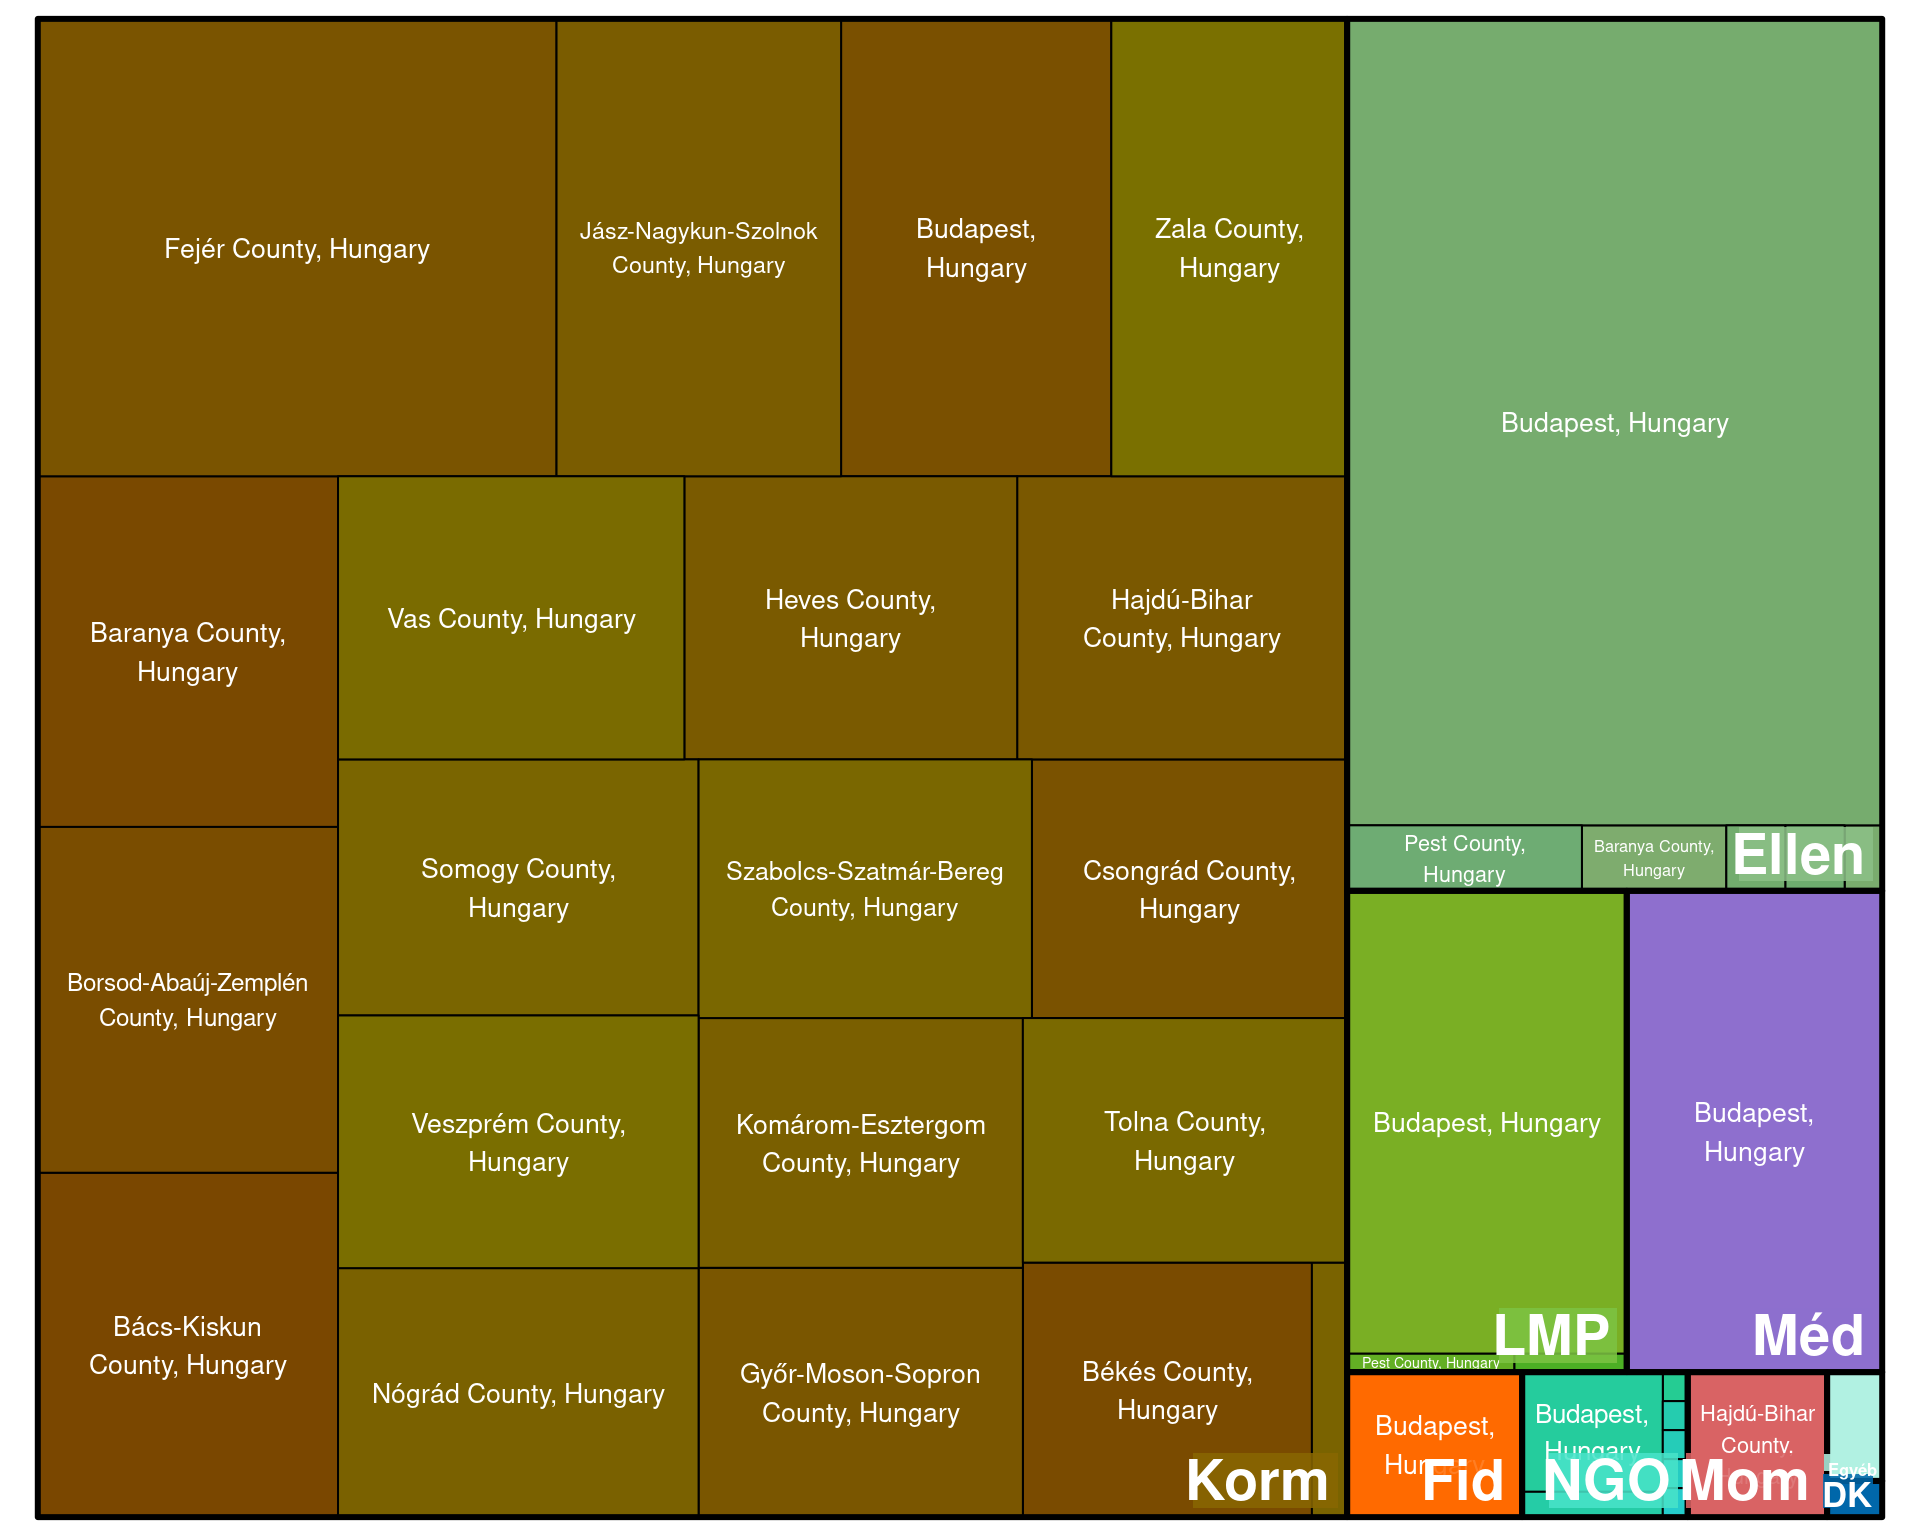 Fejér County, Hungary
Jász-Nagykun-Szolnok
County, Hungary
Budapest,
Hungary
Zala County,
Hungary
Baranya County,
Hungary
Vas County, Hungary
Heves County,
Hungary
Hajdú-Bihar
County, Hungary
Borsod-Abaúj-Zemplén
County, Hungary
Somogy County,
Hungary
Szabolcs-Szatmár-Bereg
County, Hungary
Csongrád County,
Hungary
Bács-Kiskun
County, Hungary
Veszprém County,
Hungary
Komárom-Esztergom
County, Hungary
Tolna County,
Hungary
Nógrád County, Hungary
Győr-Moson-Sopron
County, Hungary
Békés County,
Hungary
Korm
Budapest, Hungary
Pest County,
Hungary
Baranya County,
Hungary
Ellen
Budapest, Hungary
Pest County, Hungary
LMP
Budapest,
Hungary
Méd
Budapest,
Hungary
Fid
Budapest,
Hungary
NGO
Hajdú-Bihar
County,
Mom
Egyéb
DK